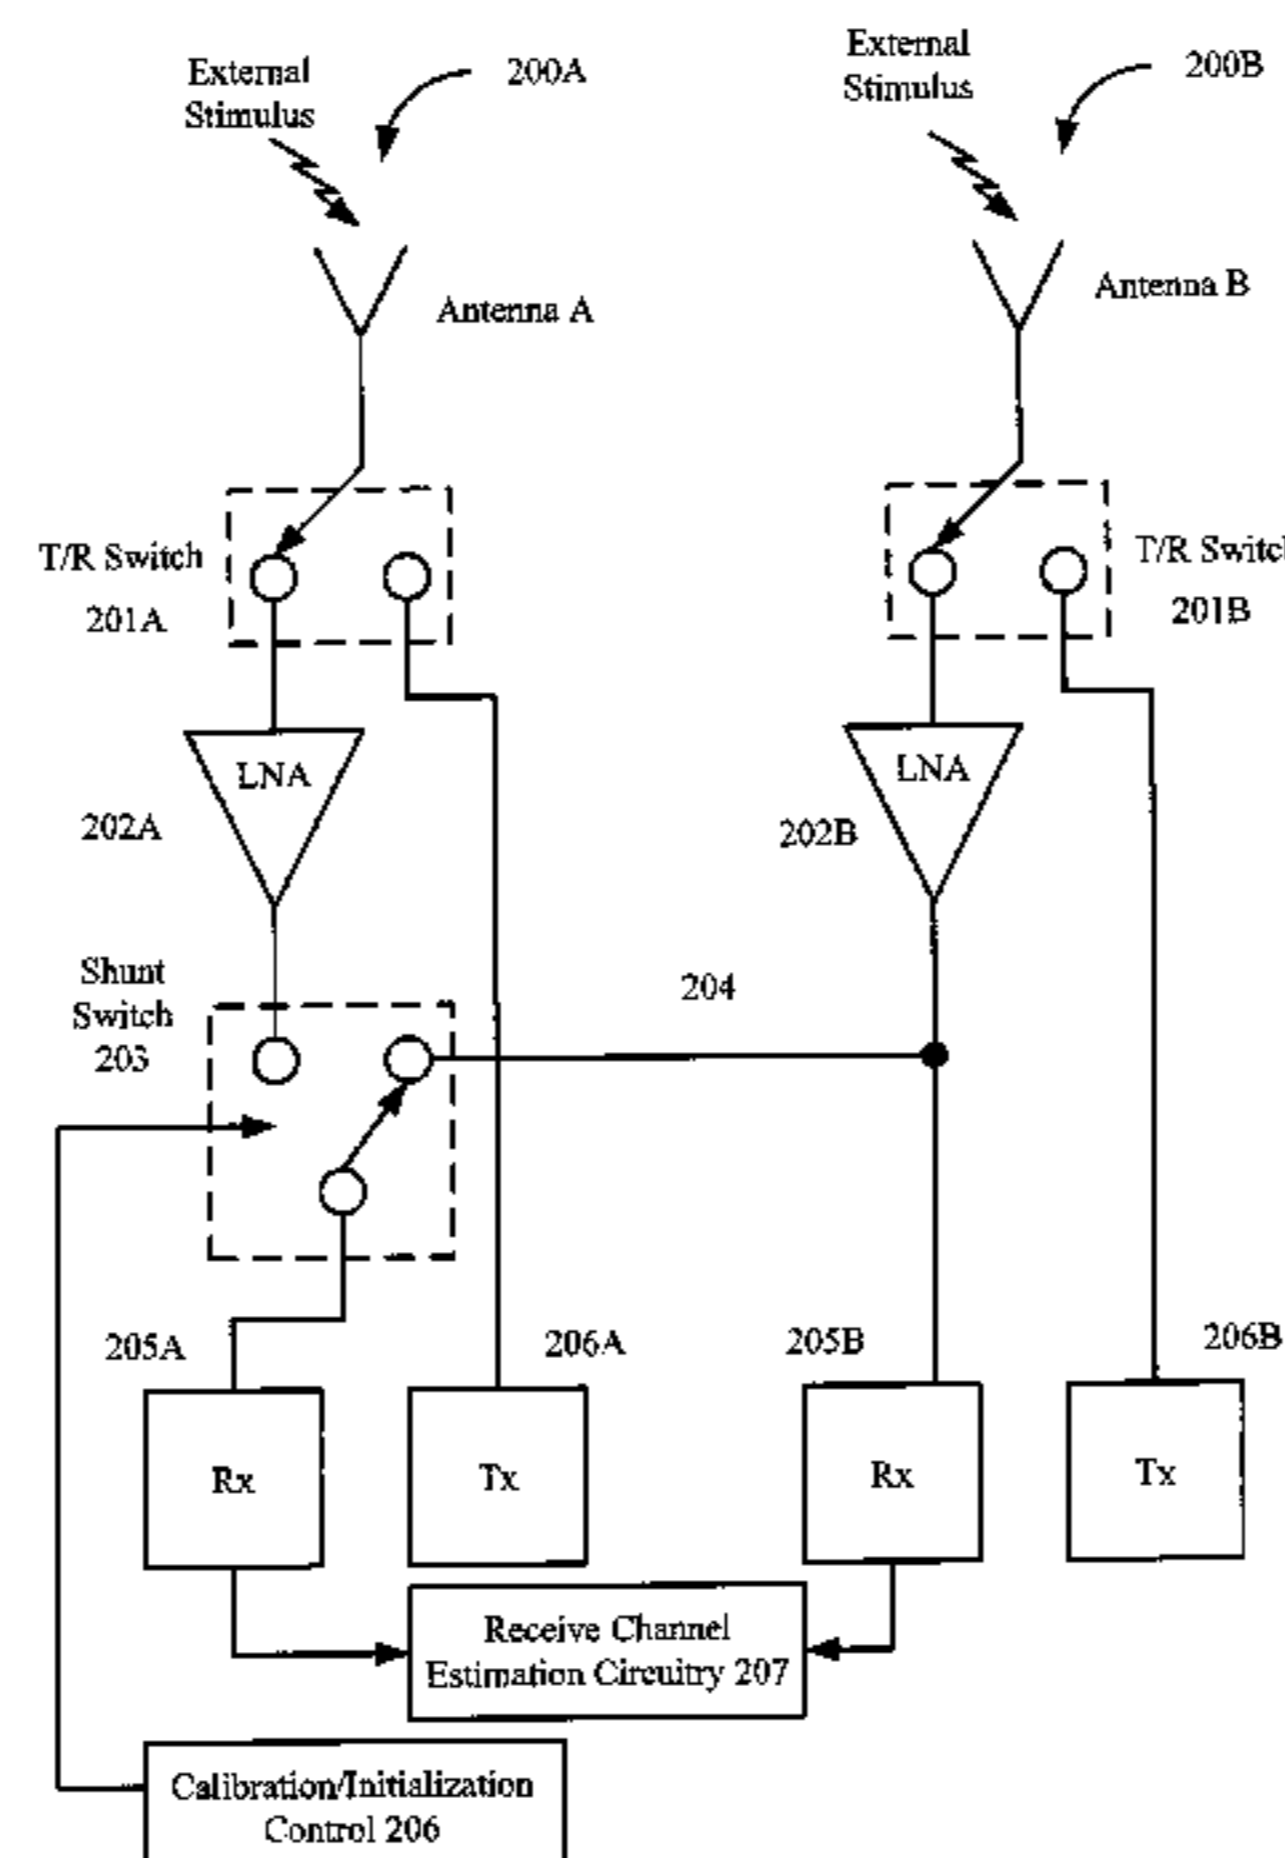 External
Stimulus
200A
External
Stimulus
200B
Antenna A
Antenna B
T/R Switch
201A
T/R Switch
201B
LNA
202A
LNA
202B
Shunt
Switch
203
204
205A
206A
205B
206B
Rx
Tx
Rx
Tx
Receive Channel
Estimation Circuitry 207
Calibration/Initialization
Control 206